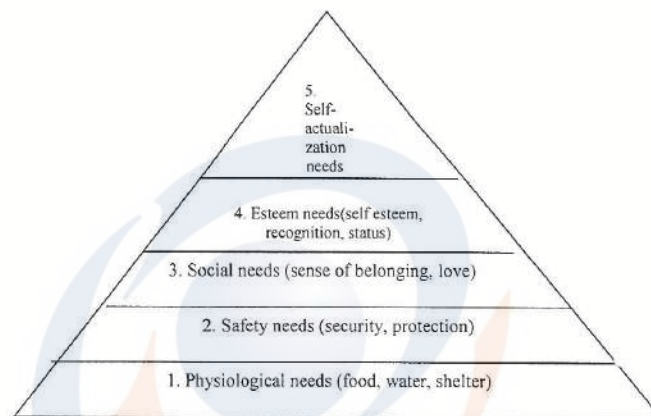 5.
Self-
actuali-
zation
needs
4. Esteem needs(self esteem,
recognition, status)
3. Social needs (sense of belonging, love)
2. Safety needs (security, protection)
1. Physiological needs (food, water, shelter)